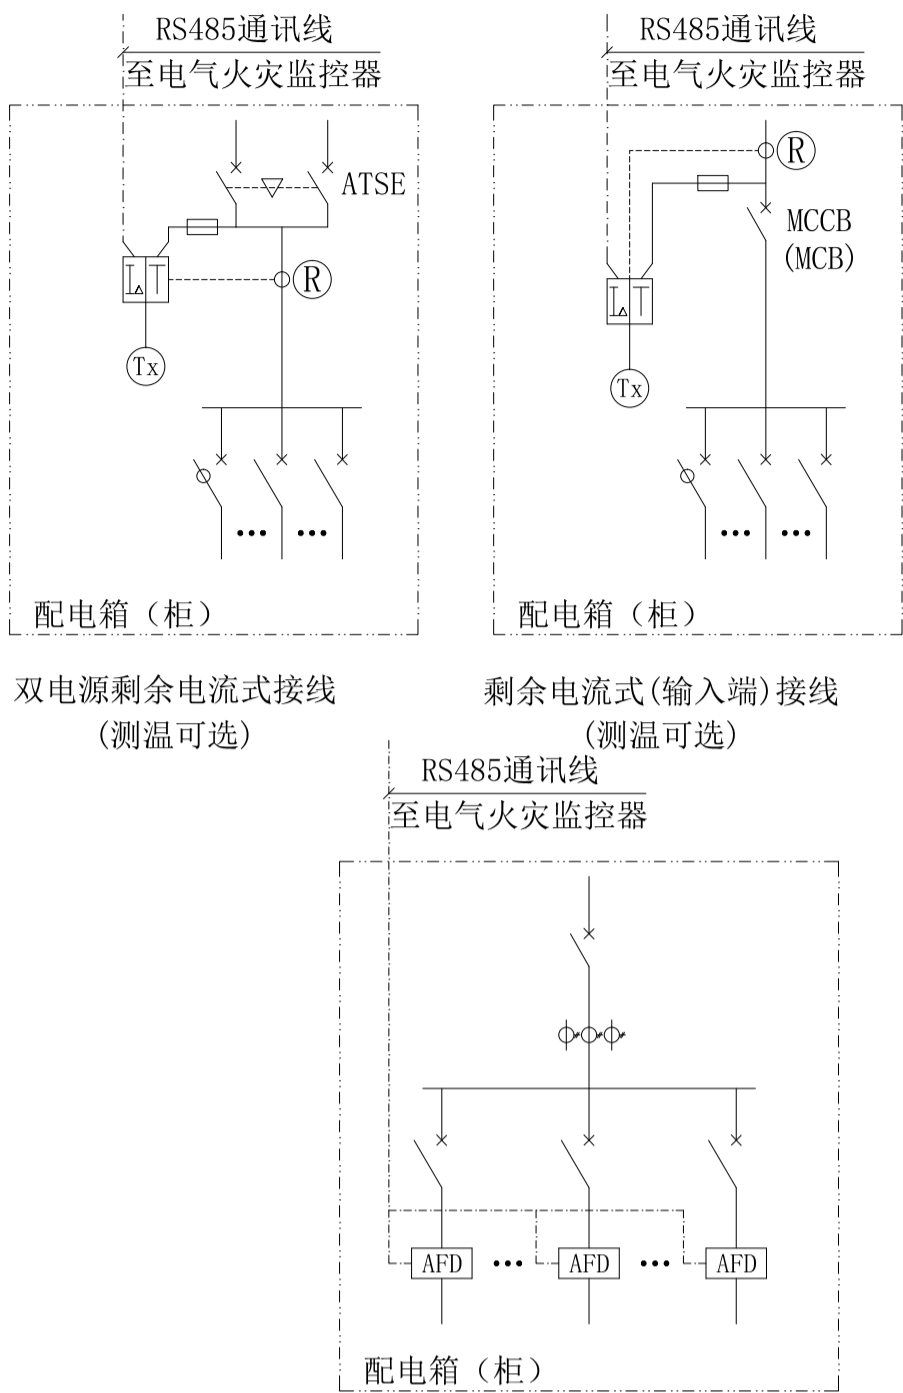 RS485通讯线
至电气火灾监控器
ATSE
R
I△ T
Tx
配电箱（柜）
双电源剩余电流式接线
(测温可选)
RS485通讯线
至电气火灾监控器
R
MCCB
(MCB)
I△ T
Tx
配电箱（柜）
剩余电流式(输入端)接线
(测温可选)
RS485通讯线
至电气火灾监控器
AFD ••• AFD ••• AFD
配电箱（柜）